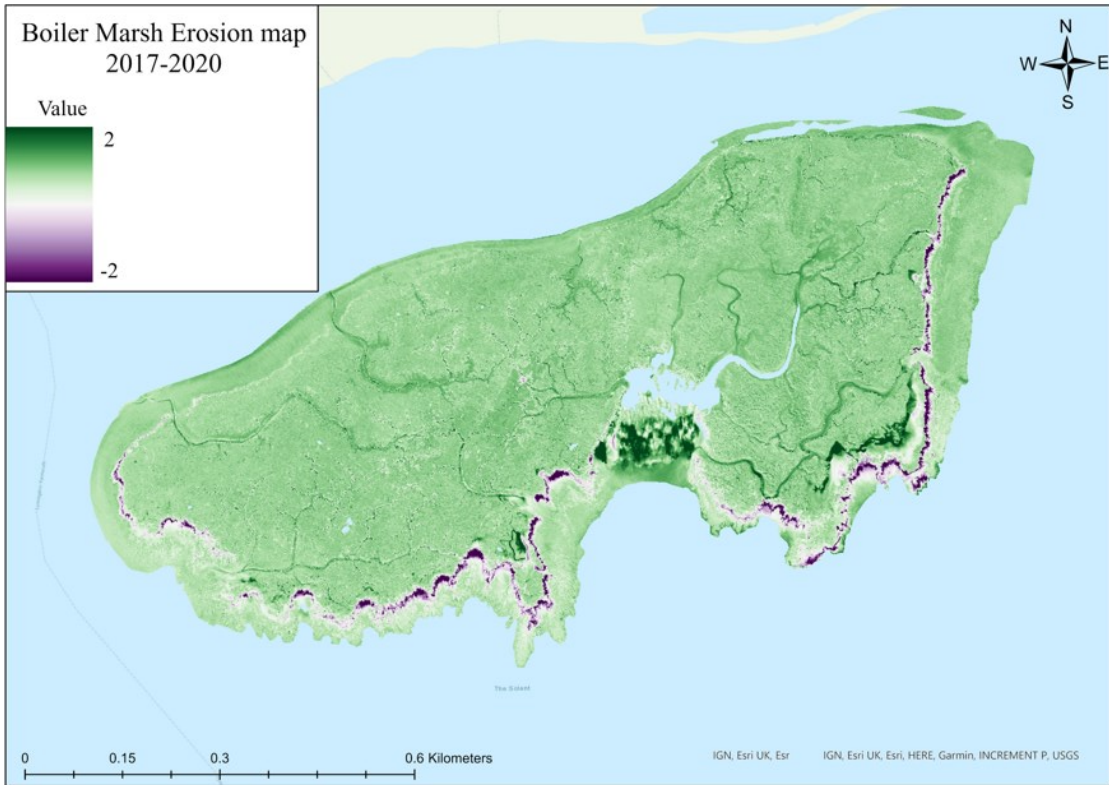 Boiler Marsh Erosion map
2017-2020
Value
2
-2
N
W E
S
The Solent
0 0.15 0.3 0.6 Kilometers
IGN, Esri UK, Esr
IGN, Esri UK, Esri, HERE, Garmin, INCREMENT P, USGS